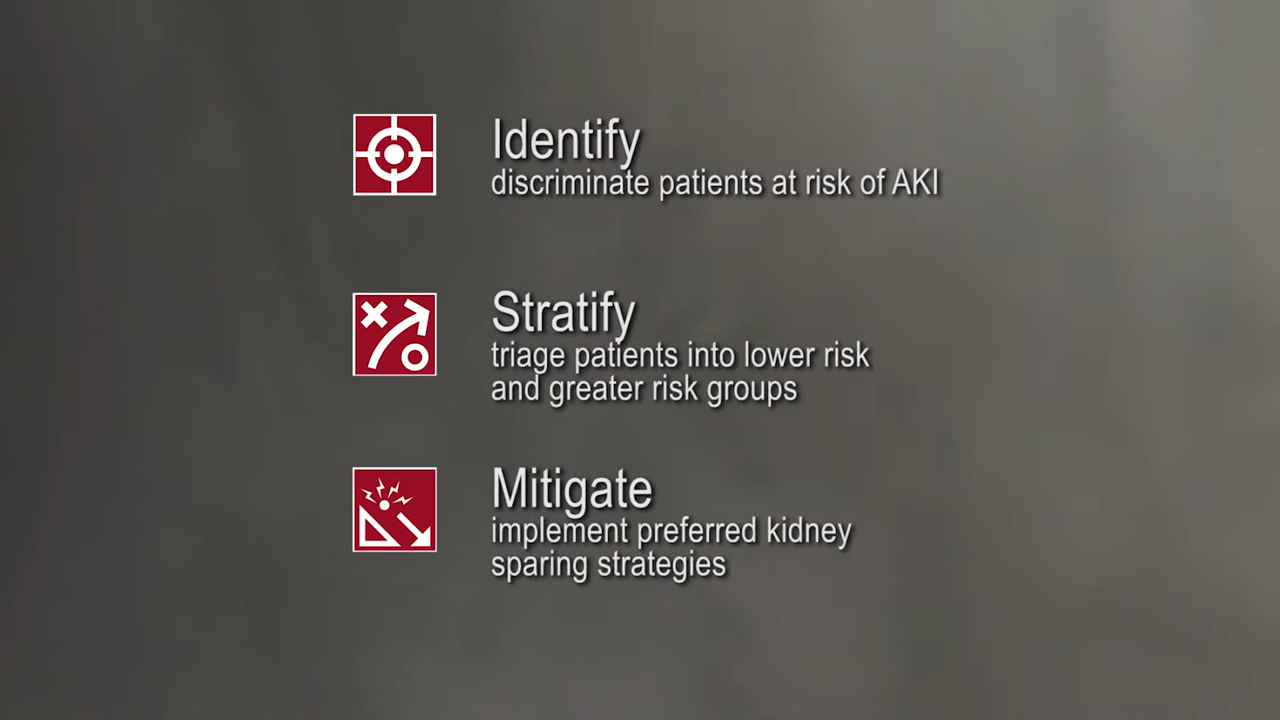 Identify
discriminate patients at risk of AKI
Stratify
triage patients into lower risk
and greater risk groups
Mitigate
implement preferred kidney
sparing strategies